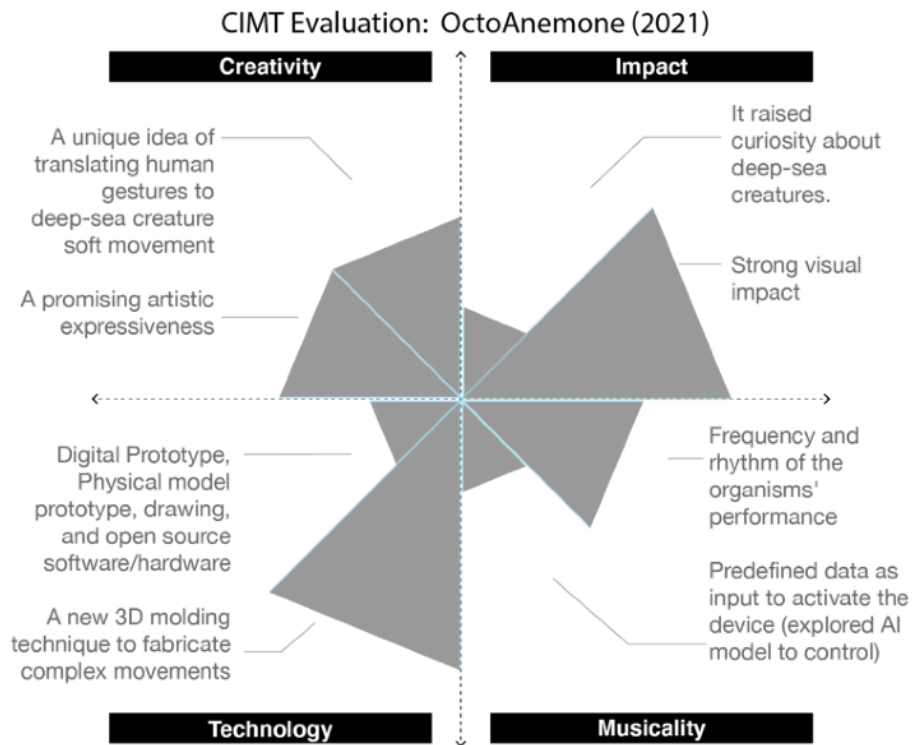 CIMT Evaluation: OctoAnemone (2021)
Creativity
Impact
A unique idea of
translating human
gestures to
deep-sea creature
soft movement
A promising artistic
expressiveness
It raised
curiosity about
deep-sea
creatures.
Strong visual
impact
Digital Prototype,
Physical model
prototype, drawing,
and open source
software/hardware
A new 3D molding
technique to fabricate
complex movements
Frequency and
rhythm of the
organisms'
performance
Predefined data as
input to activate the
device (explored AI
model to control)
Technology
Musicality